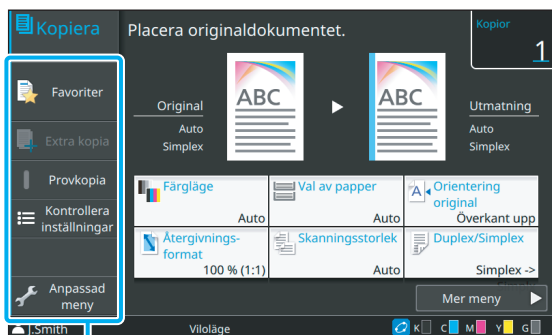 Kopiera
Placera originaldokumentet.
Kopior
1
Favoriter
Extra kopia
Provkopia
Kontrollera
inställningar
Anpassad
meny
Original
Auto
Simplex
ABC
ABC
Utmatning
Auto
Simplex
Färgläge
Auto
Val av papper
Auto
A
Orientering
original
Överkant upp
Återgivnings-
format
100 % (1:1)
Skanningsstorlek
Auto
Duplex/Simplex
Simplex ->
Mer meny
J.Smith
Viloläge
K C M Y G